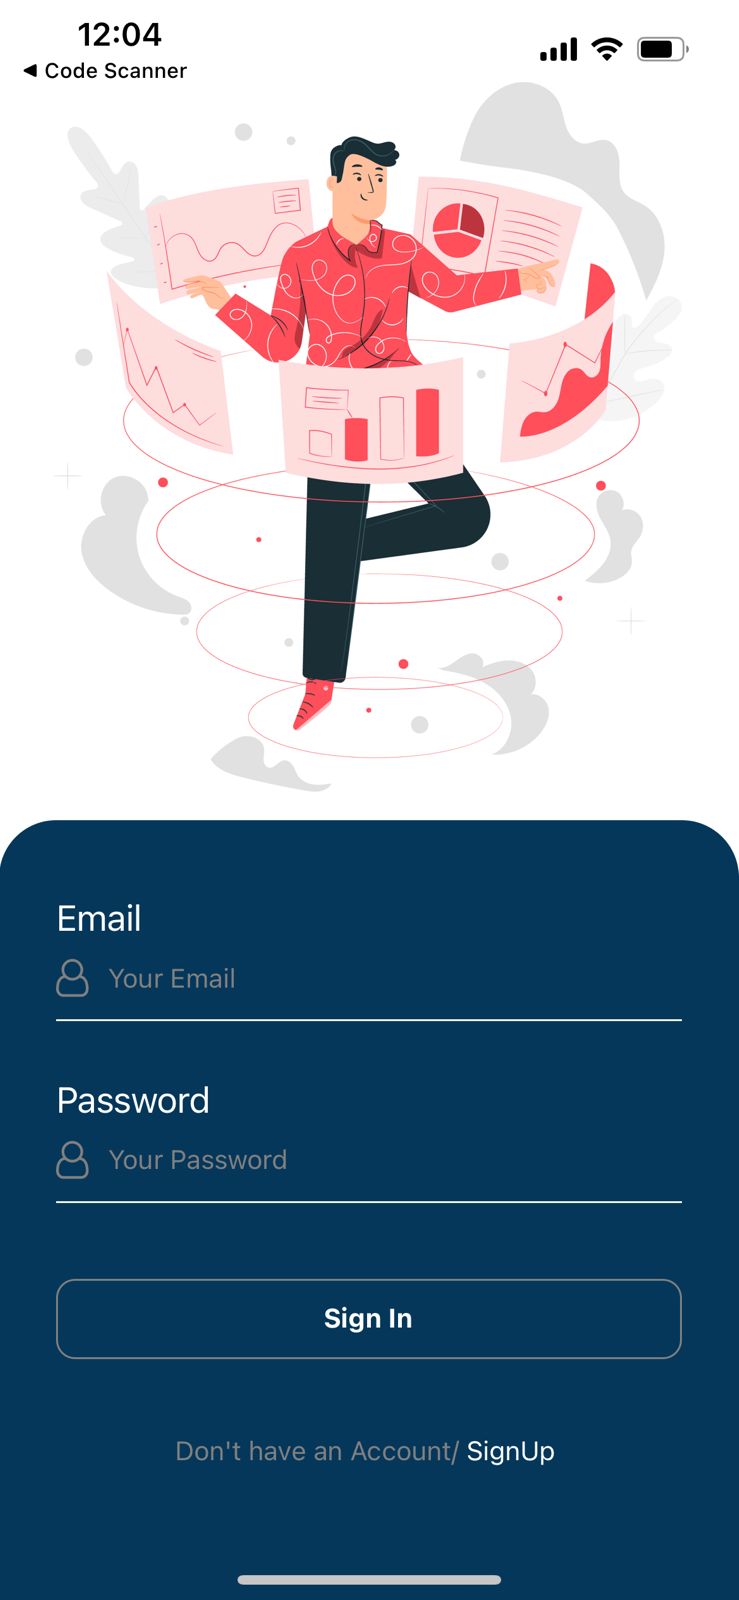 12:04
◀ Code Scanner
Email
Your Email
Password
Your Password
Sign In
Don't have an Account/ SignUp